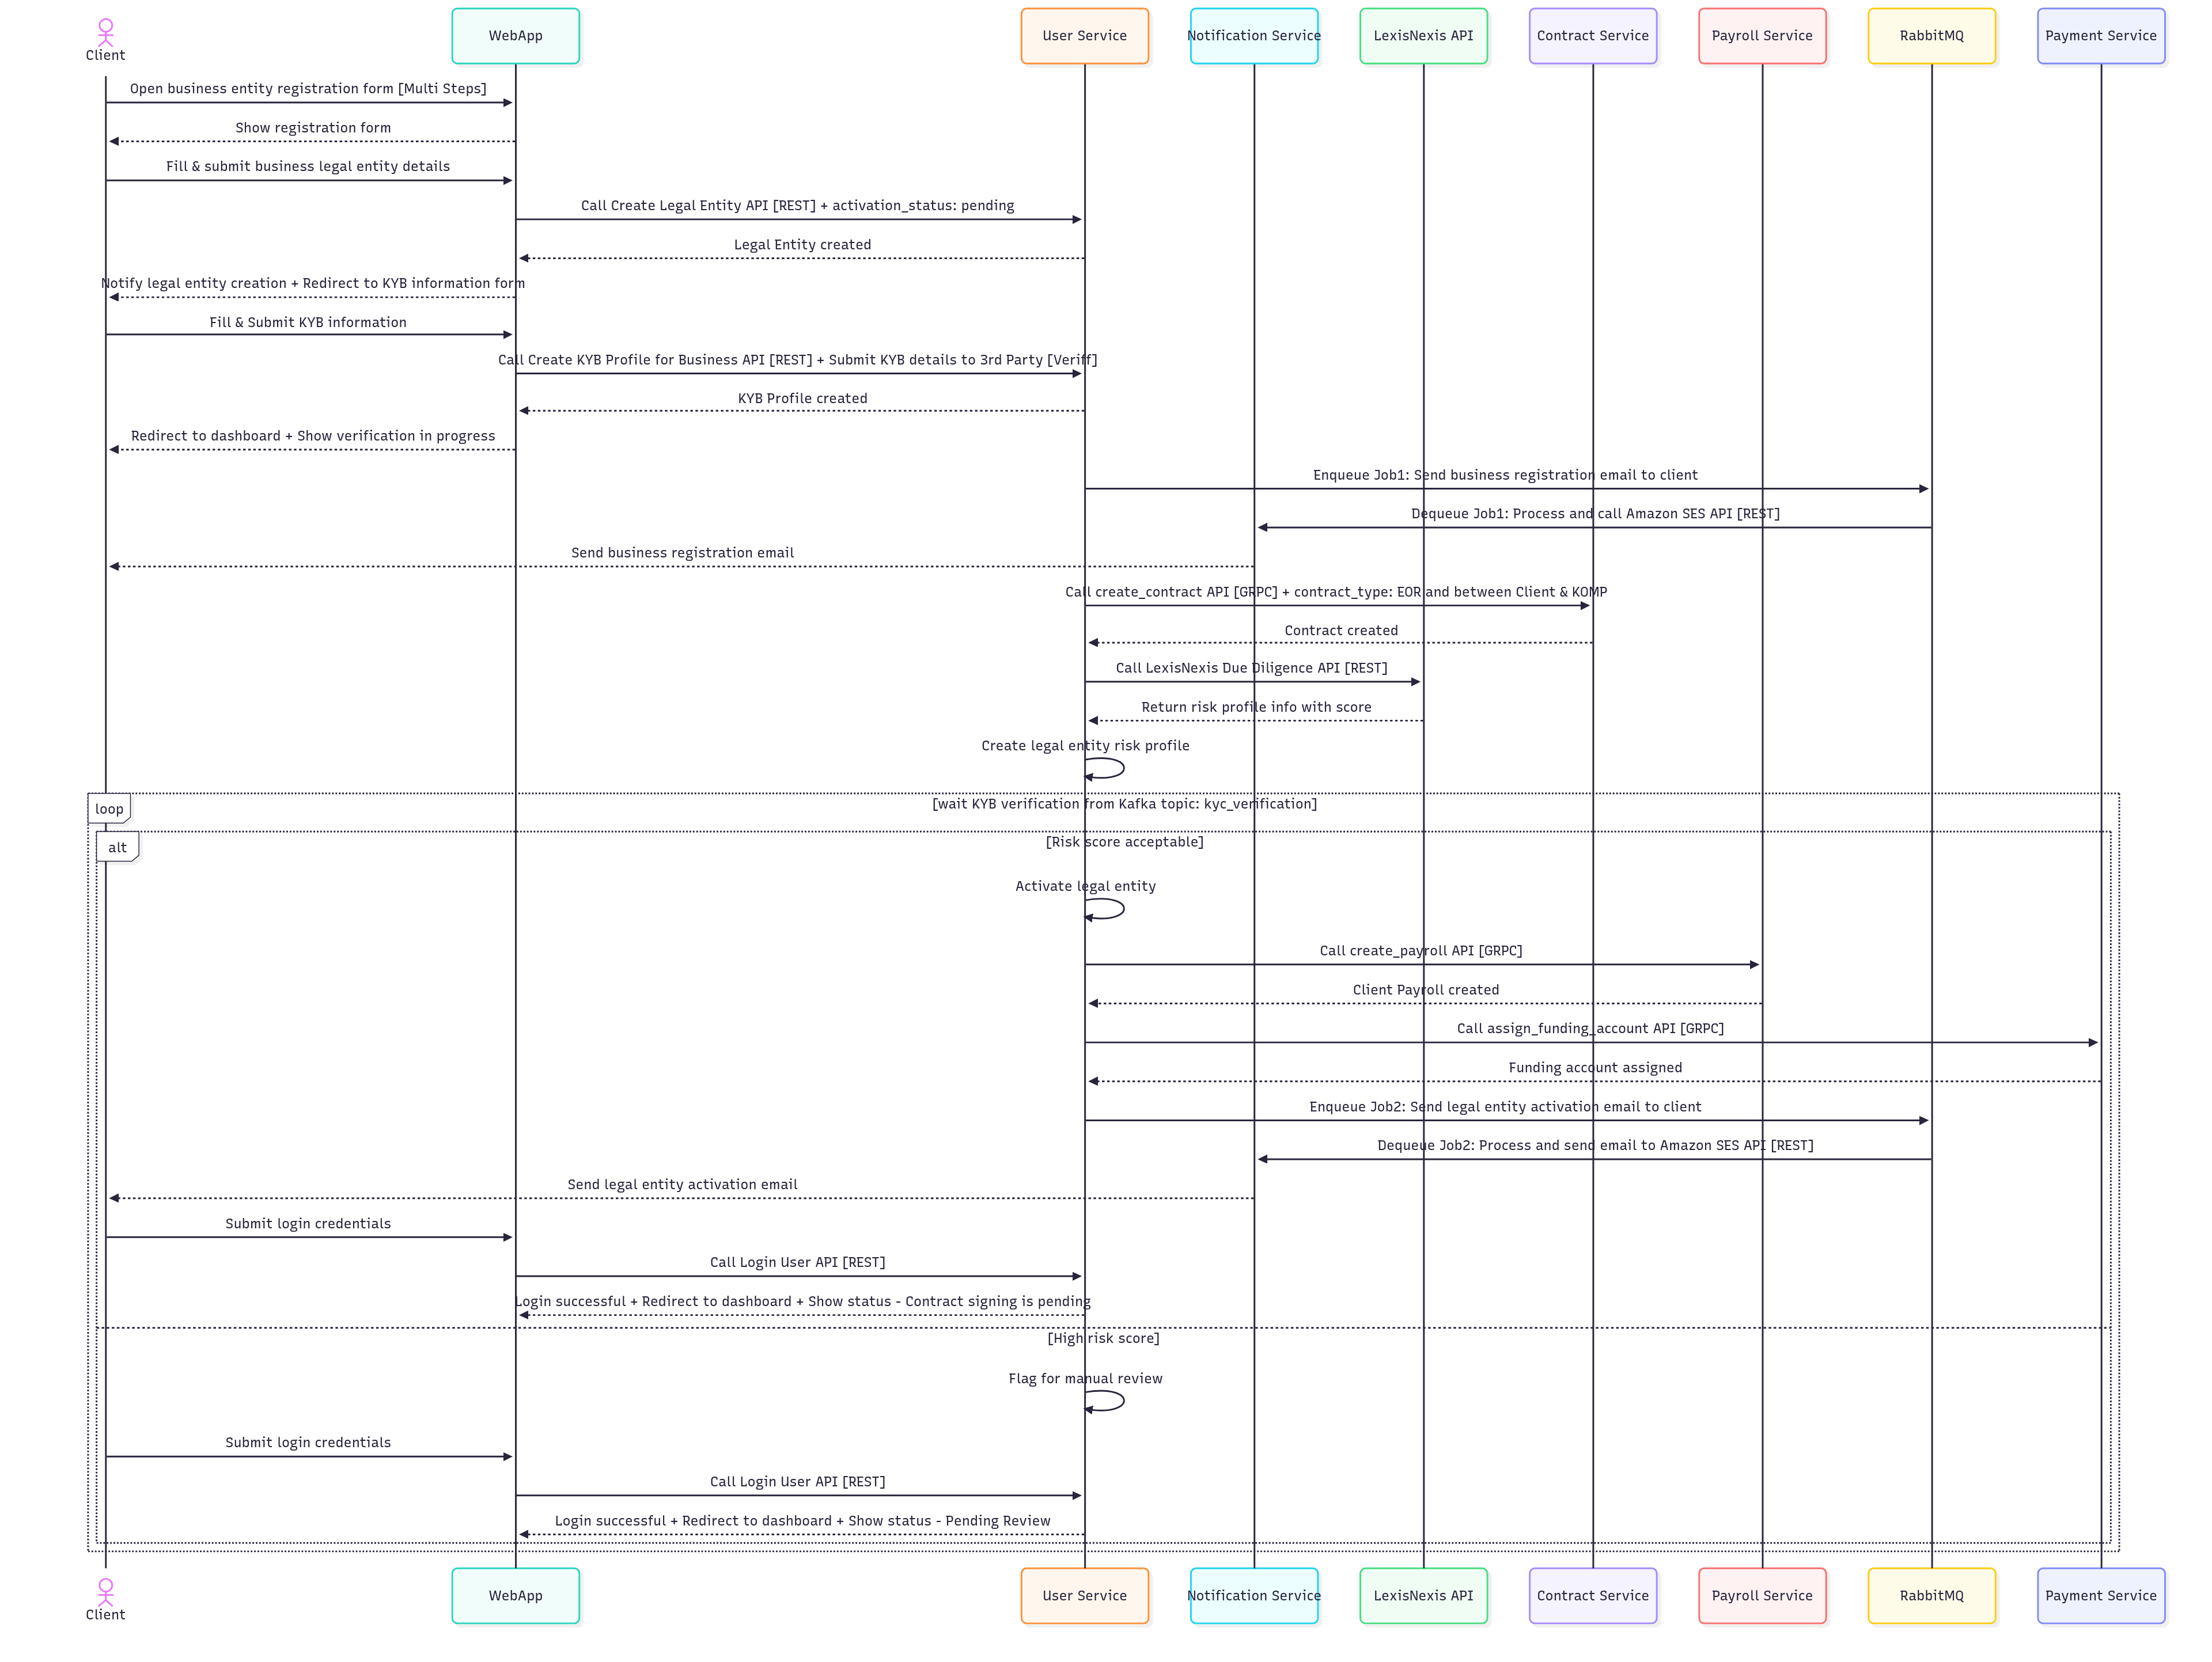 Client
WebApp
User Service
Notification Service
LexisNexis API
Contract Service
Payroll Service
RabbitMQ
Payment Service
Open business entity registration form [Multi Steps]
Show registration form
Fill & submit business legal entity details
Call Create Legal Entity API [REST] + activation_status: pending
Legal Entity created
Notify legal entity creation + Redirect to KYB information form
Fill & Submit KYB information
Call Create KYB Profile for Business API [REST] + Submit KYB details to 3rd Party [Veriff]
KYB Profile created
Redirect to dashboard + Show verification in progress
Enqueue Job1: Send business registration email to client
Dequeue Job1: Process and call Amazon SES API [REST]
Send business registration email
Call create_contract API [GRPC] + contract_type: EOR and between Client & KOMP
Contract created
Call LexisNexis Due Diligence API [REST]
Return risk profile info with score
Create legal entity risk profile
loop
[wait KYB verification from Kafka topic: kyc_verification]
alt
[Risk score acceptable]
Activate legal entity
Call create_payroll API [GRPC]
Client Payroll created
Call assign_funding_account API [GRPC]
Funding account assigned
Enqueue Job2: Send legal entity activation email to client
Dequeue Job2: Process and send email to Amazon SES API [REST]
Send legal entity activation email
Submit login credentials
Call Login User API [REST]
Login successful + Redirect to dashboard + Show status - Contract signing is pending
[High risk score]
Flag for manual review
Submit login credentials
Call Login User API [REST]
Login successful + Redirect to dashboard + Show status - Pending Review
Client
WebApp
User Service
Notification Service
LexisNexis API
Contract Service
Payroll Service
RabbitMQ
Payment Service